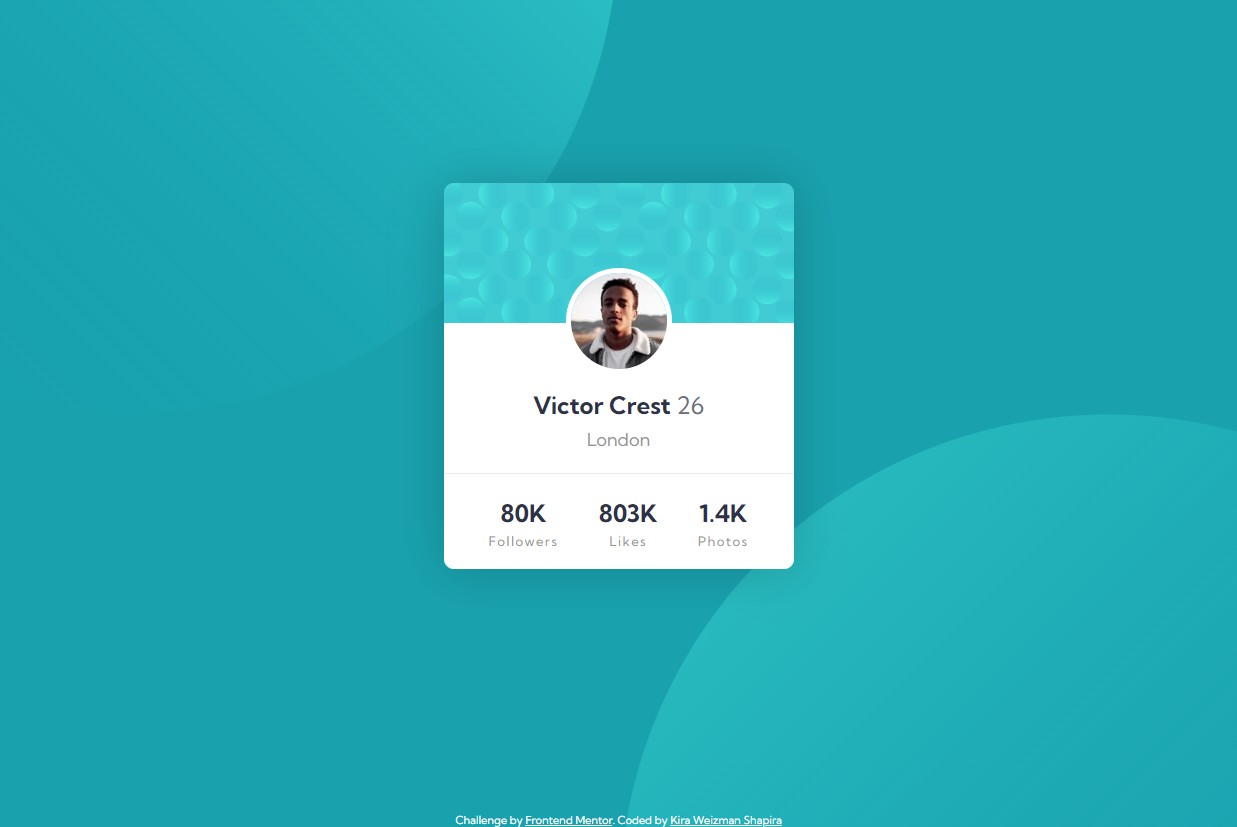 Victor Crest 26
London
80K 803K 1.4K
Followers Likes Photos
Challenge by Frontend Mentor. Coded by Kira Weizman Shapira